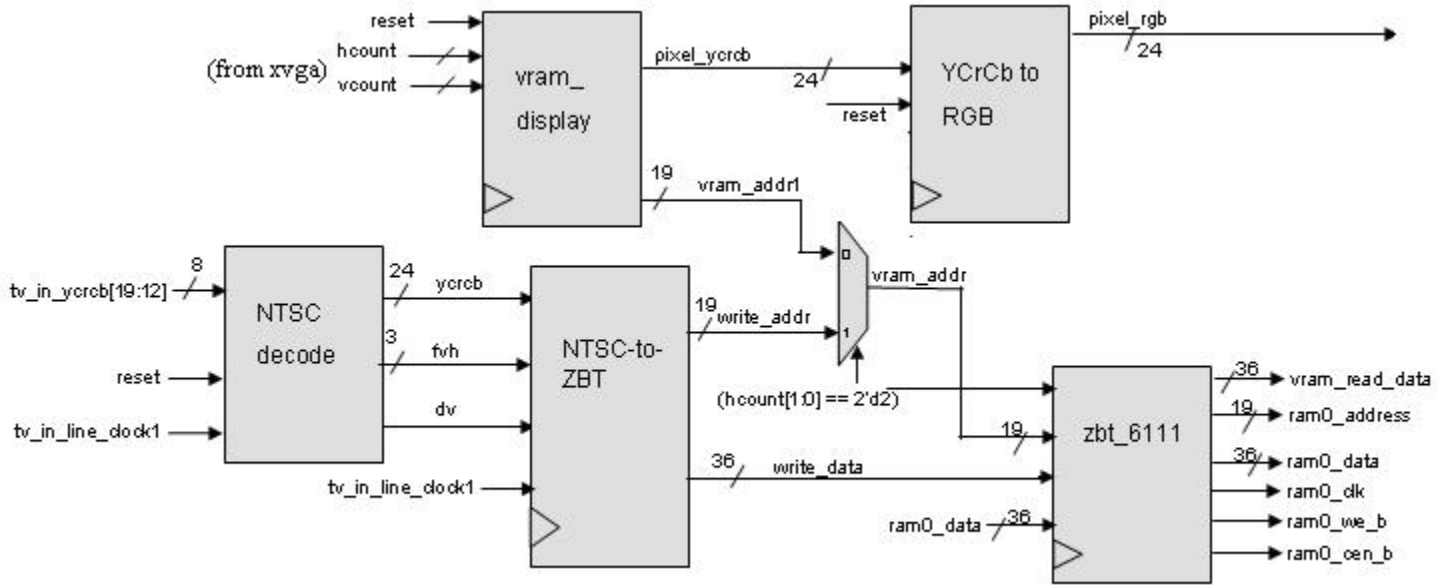 reset
hcount
(from xvga)
vcount
vram_
display
pixel_ycrcb
24
reset
YCrCb to
RGB
pixel_rgb
24
19
vram_addr1
0
1
vram_addr
(hcount[1:0] == 2'd2)
tv_in_ycrcb[19:12]
8
reset
tv_in_line_clock1
NTSC
decode
24
ycrcb
3
fvh
dv
tv_in_line_clock1
NTSC-to-
ZBT
19
write_addr
36
write_data
19
ram0_data
36
zbt_6111
36
vram_read_data
19
ram0_address
36
ram0_data
ram0_clk
ram0_we_b
ram0_cen_b